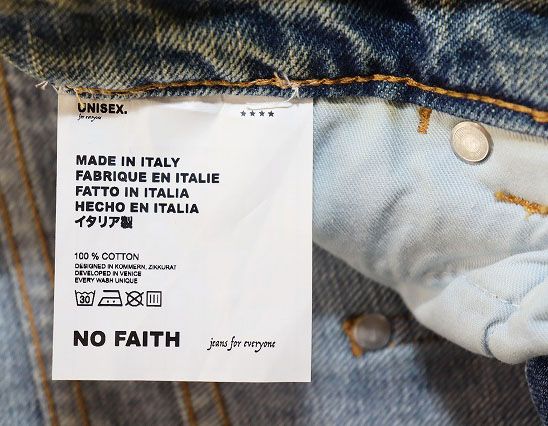 UNISEX.
for everyone
★★★★
MADE IN ITALY
FABRIQUE EN ITALIE
FATTO IN ITALIA
HECHO EN ITALIA
イタリア製
100 % COTTON
DESIGNED IN KOMMERN, ZIKKURAT
DEVELOPED IN VENICE
EVERY WASH UNIQUE
30
NO FAITH jeans for everyone